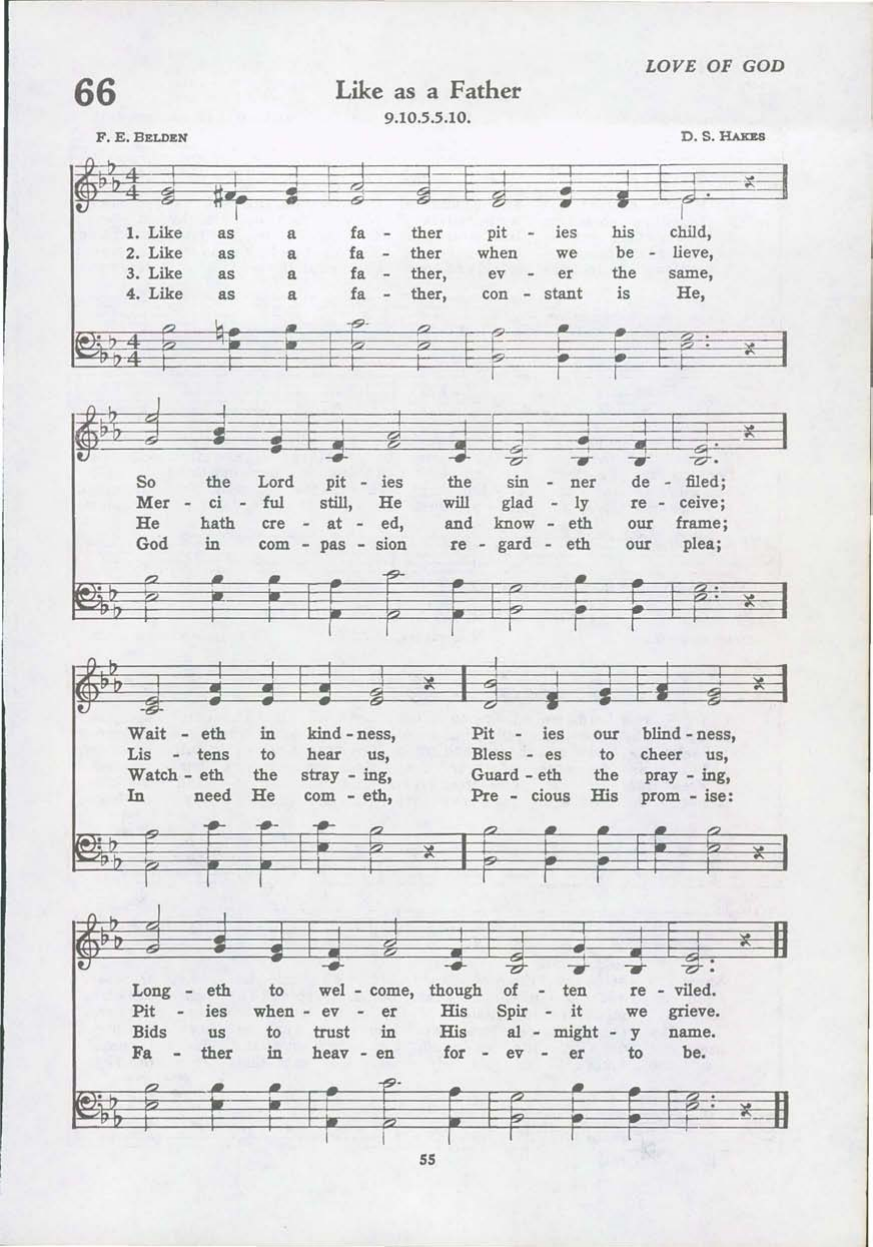 LOVE OF GOD
66
Like as a Father
9.10.5.5.10.
F. E. BELDEN
D. S. HAKES
1. Like as a fa - ther pit - ies his child,
2. Like as a fa - ther when we be - lieve,
3. Like as a fa - ther, ev - er the same,
4. Like as a fa - ther, con - stant is He,
So the Lord pit - ies the sin - ner de - filed;
Mer - ci - ful still, He will glad - ly re - ceive;
He hath cre - at - ed, and know - eth our frame;
God in com - pas - sion re - gard - eth our plea;
Wait - eth in kind - ness, Pit - ies our blind - ness,
Lis - tens to hear us, Bless - es to cheer us,
Watch - eth the stray - ing, Guard - eth the pray - ing,
In need He com - eth, Pre - cious His prom - ise:
Long - eth to wel - come, though of - ten re - viled.
Pit - ies when - ev - er His Spir - it we grieve.
Bids us to trust in His al - might - y name.
Fa - ther in heav - en for - ev - er to be.
55